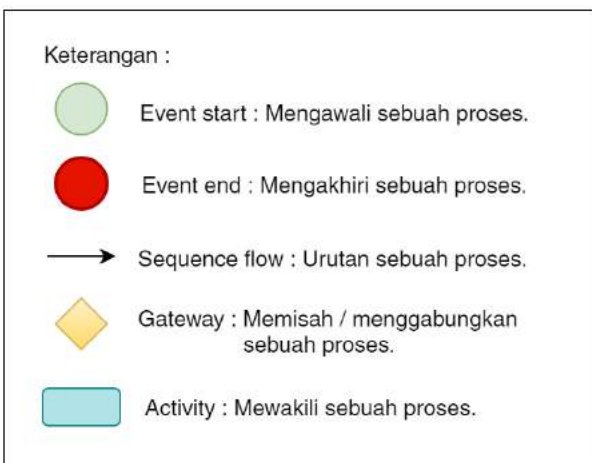 Keterangan :
Event start : Mengawali sebuah proses.
Event end : Mengakhiri sebuah proses.
Sequence flow : Urutan sebuah proses.
Gateway : Memisah / menggabungkan
sebuah proses.
Activity : Mewakili sebuah proses.